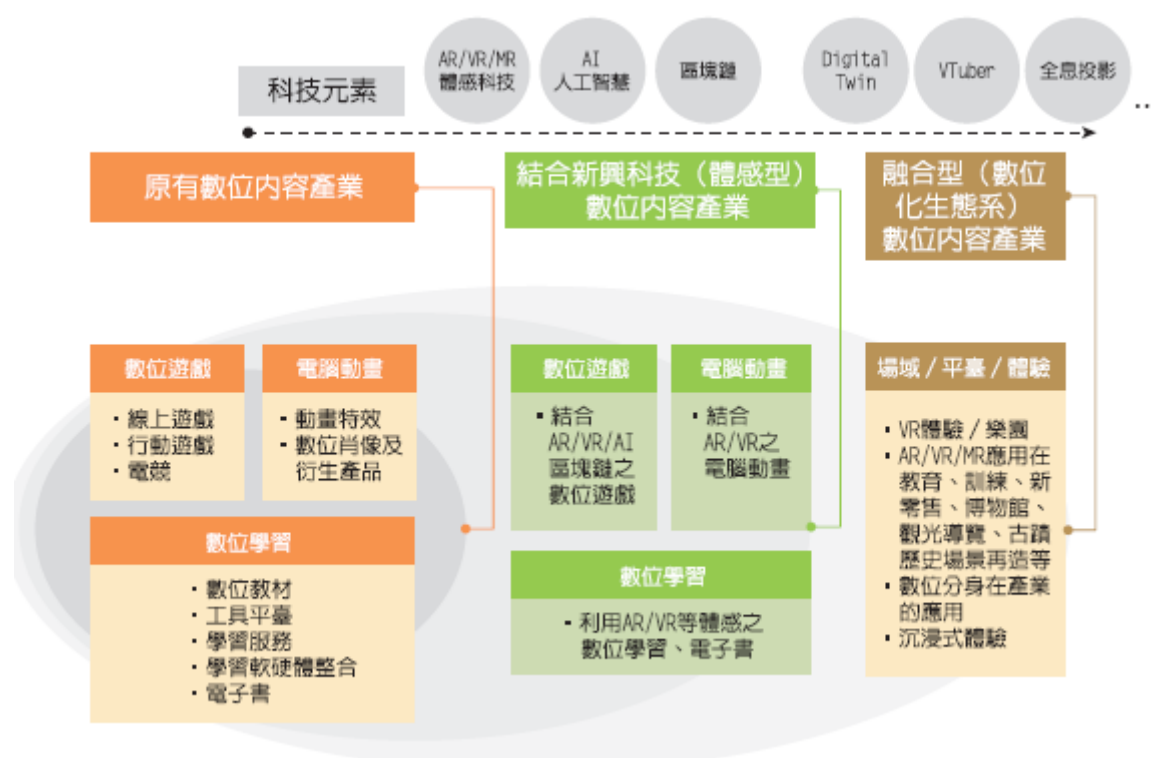 科技元素
AR/VR/MR
體感科技
AI
人工智慧
區塊鏈
Digital
Twin
VTuber
全息投影
..
原有數位內容產業
結合新興科技（體感型）
數位內容產業
融合型（數位
化生態系）
數位內容產業
數位遊戲
▪ 線上遊戲
▪ 行動遊戲
▪ 電競
電腦動畫
▪ 動畫特效
▪ 數位肖像及
衍生產品
數位學習
▪ 數位教材
▪ 工具平臺
▪ 學習服務
▪ 學習軟硬體整合
▪ 電子書
數位遊戲
▪ 結合
AR/VR/AI
區塊鏈之
數位遊戲
電腦動畫
▪ 結合
AR/VR之
電腦動畫
數位學習
▪ 利用AR/VR等體感之
數位學習、電子書
場域／平臺／體驗
▪ VR體驗／樂園
▪ AR/VR/MR應用在
教育、訓練、新
零售、博物館、
觀光導覽、古蹟
歷史場景再造等
▪ 數位分身在產業
的應用
▪ 沉浸式體驗